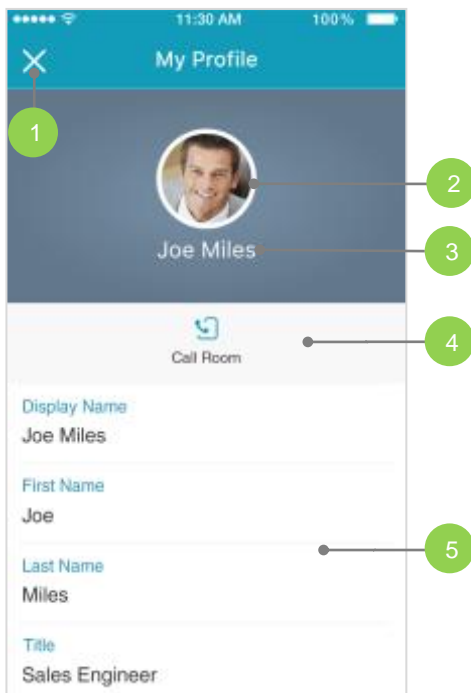 11:30 AM 100%
My Profile
1
2
Joe Miles
3
4
Call Room
Display Name
Joe Miles
First Name
Joe
5
Last Name
Miles
Title
Sales Engineer